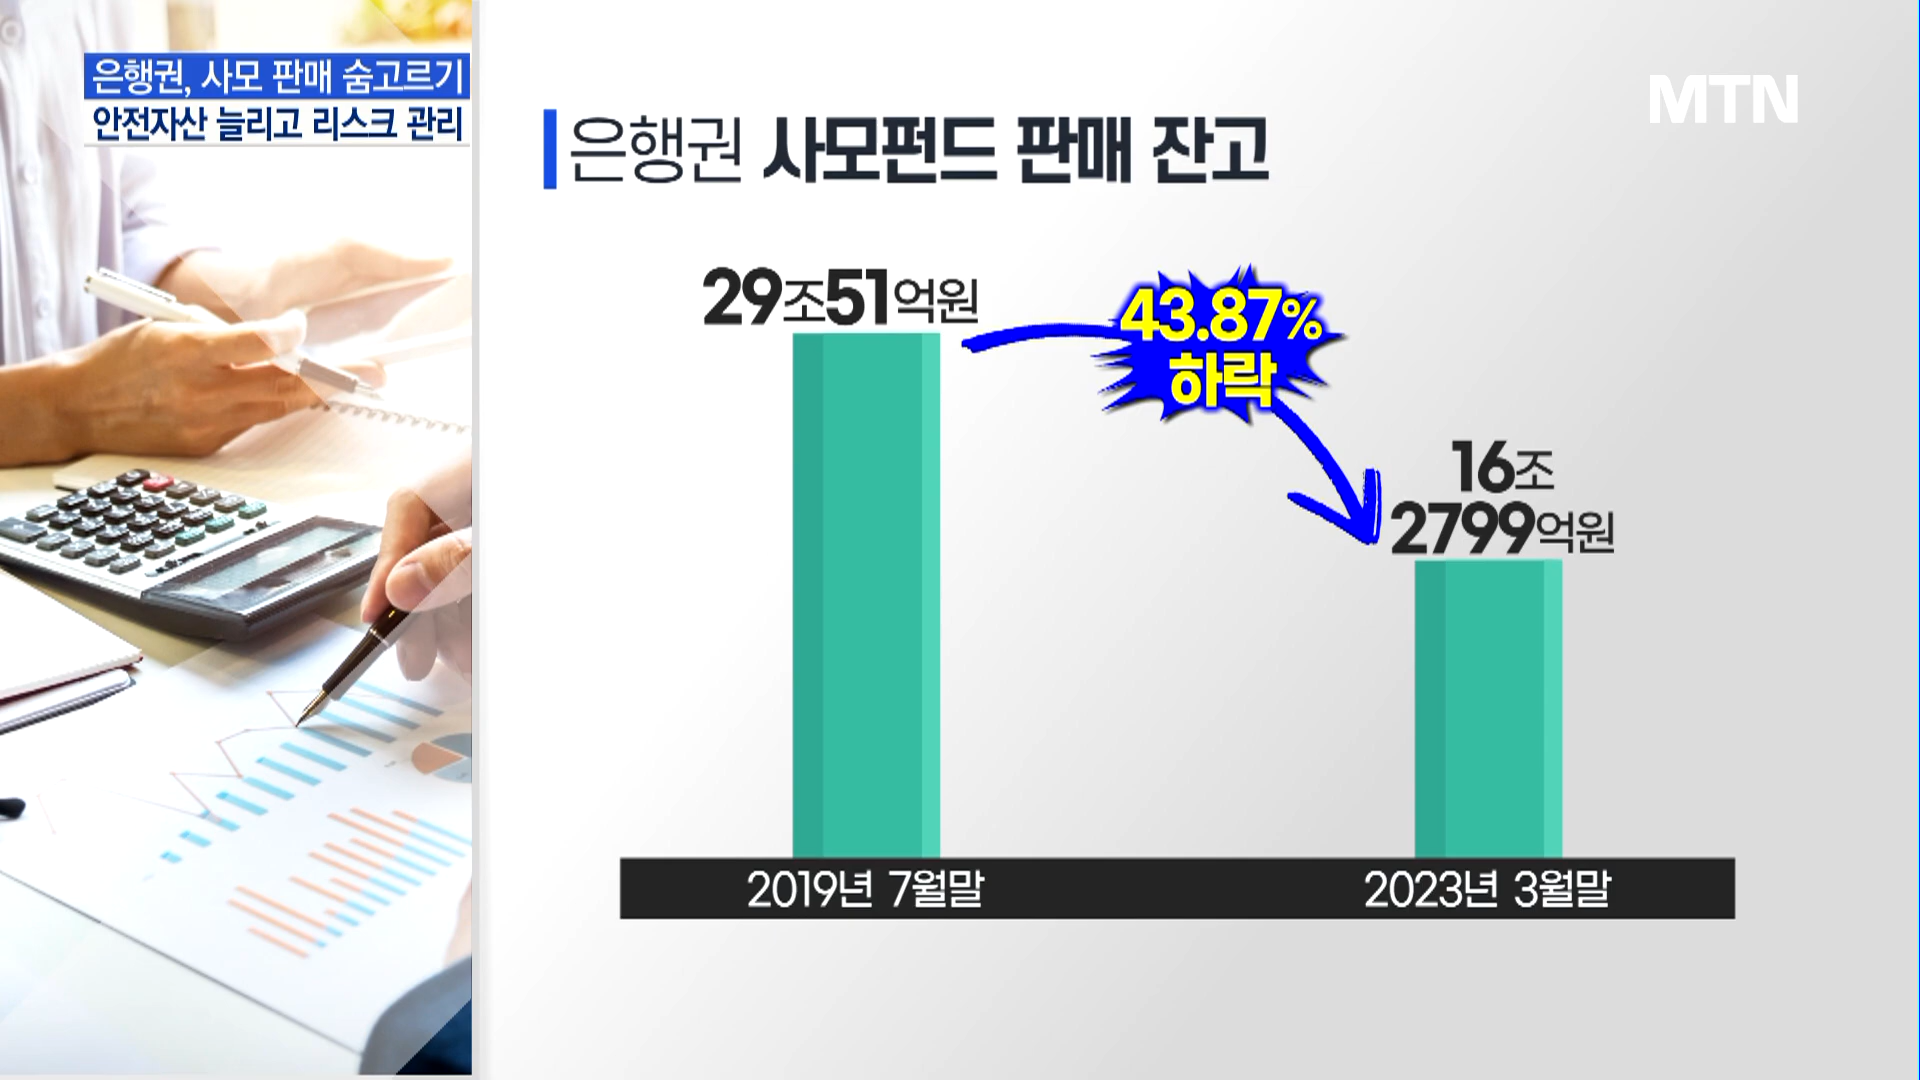 은행권, 사모 판매 숨고르기
안전자산 늘리고 리스크 관리
MTN
은행권 사모펀드 판매 잔고
29조51억원
43.87%
하락
16조
2799억원
2019년 7월말
2023년 3월말